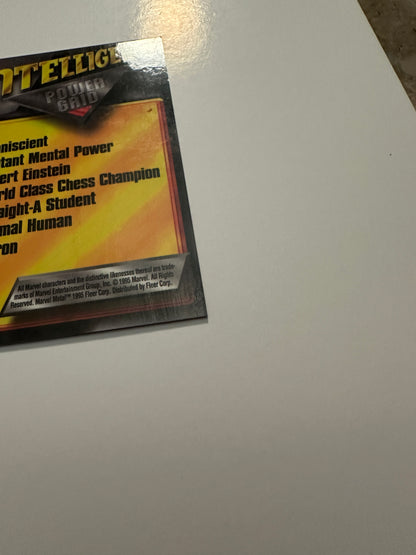 NTELLIGE
POWER
GRID
niscient
tant Mental Power
ert Einstein
rld Class Chess Champion
aight-A Student
mal Human
ron
All Marvel characters and the distinctive likenesses thereof are trade-
marks of Marvel Entertainment Group, Inc. © 1995 Marvel. All Rights
Reserved. Marvel Metal™ 1995 Fleer Corp. Distributed by Fleer Corp.